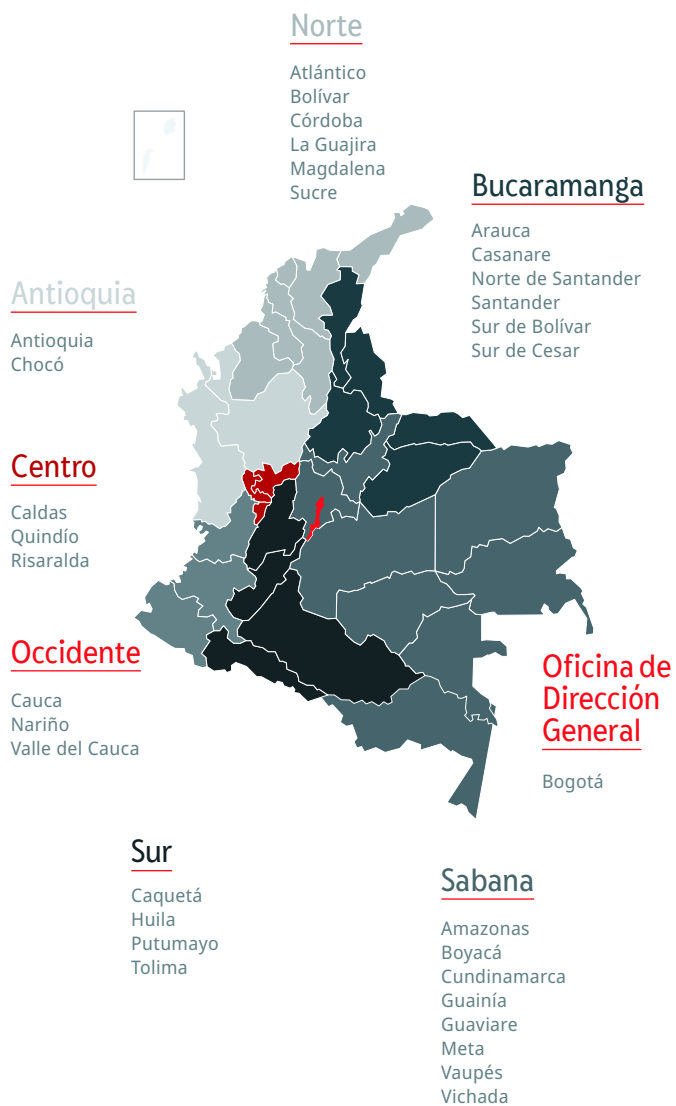 Norte
Atlántico
Bolívar
Córdoba
La Guajira
Magdalena
Sucre
Bucaramanga
Arauca
Casanare
Norte de Santander
Santander
Sur de Bolívar
Sur de Cesar
Antioquia
Antioquia
Chocó
Centro
Caldas
Quindío
Risaralda
Occidente
Cauca
Nariño
Valle del Cauca
Oficina de
Dirección
General
Bogotá
Sur
Caquetá
Huila
Putumayo
Tolima
Sabana
Amazonas
Boyacá
Cundinamarca
Guainía
Guaviare
Meta
Vaupés
Vichada